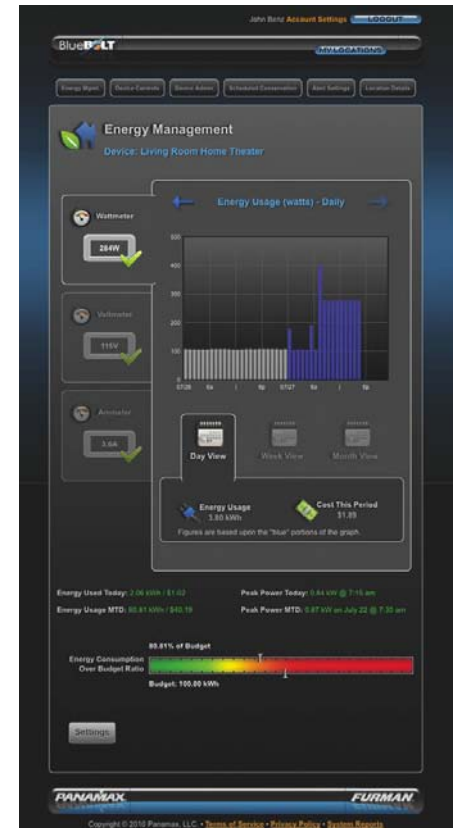 John Benz Account Settings LOGOUT
BlueBOLT
MY LOCATIONS
Energy Mgmt Device Controls Device Admin Scheduled Conservation Alert Settings Location Details
Energy Management
Device: Living Room Home Theater
Energy Usage (watts) - Daily
Wattmeter
284W
Voltmeter
115V
Ammeter
3.6A
500
400
300
200
100
0
07/26 6a | 6p 07/27 6a | 6p
Day View Week View Month View
Energy Usage
3.80 kWh
Cost This Period
$1.89
Figures are based upon the "blue" portions of the graph.
Energy Used Today: 2.06 kWh / $1.02
Peak Power Today: 0.44 kW @ 7:15 am
Energy Usage MTD: 80.81 kWh / $40.19
Peak Power MTD: 0.87 kW on July 22 @ 7:30 am
80.81% of Budget
Energy Consumption
Over Budget Ratio
Budget: 100.00 kWh
Settings
PANAMAX FURMAN
Copyright © 2010 Panamax, LLC. • Terms of Service • Privacy Policy • System Reports